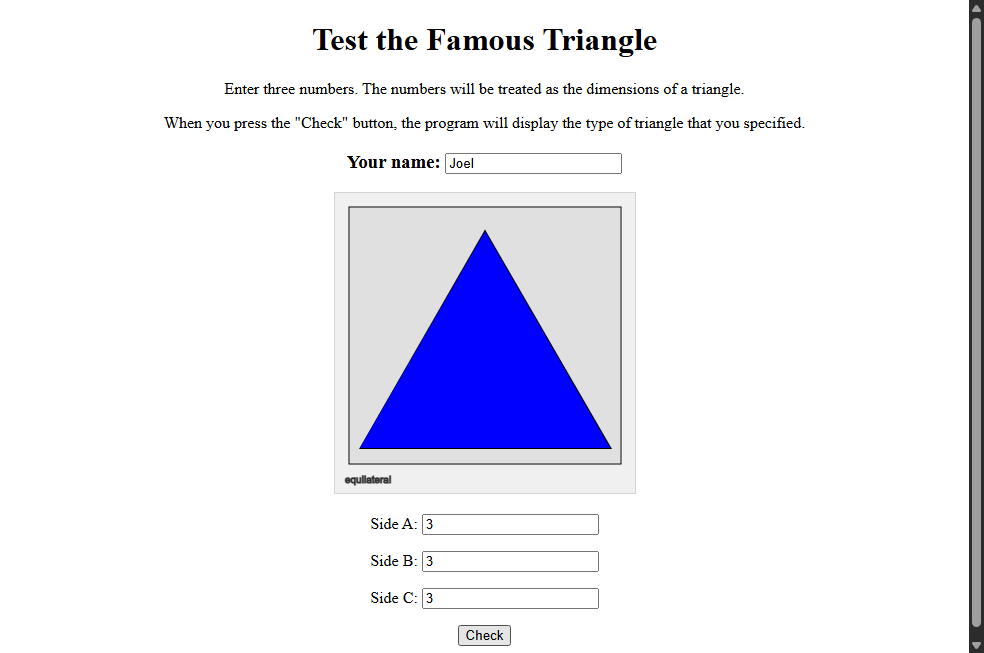 Test the Famous Triangle
Enter three numbers. The numbers will be treated as the dimensions of a triangle.
When you press the "Check" button, the program will display the type of triangle that you specified.
Your name: Joel
equilateral
Side A: 3
Side B: 3
Side C: 3
Check